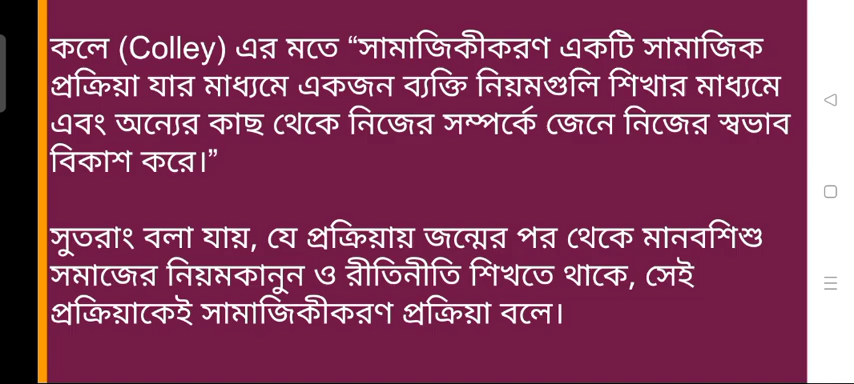 কলে (Colley) এর মতে “সামাজিকীকরণ একটি সামাজিক
প্রক্রিয়া যার মাধ্যমে একজন ব্যক্তি নিয়মগুলি শিখার মাধ্যমে
এবং অন্যের কাছ থেকে নিজের সম্পর্কে জেনে নিজের স্বভাব
বিকাশ করে।”
সুতরাং বলা যায়, যে প্রক্রিয়ায় জন্মের পর থেকে মানবশিশু
সমাজের নিয়মকানুন ও রীতিনীতি শিখতে থাকে, সেই
প্রক্রিয়াকেই সামাজিকীকরণ প্রক্রিয়া বলে।